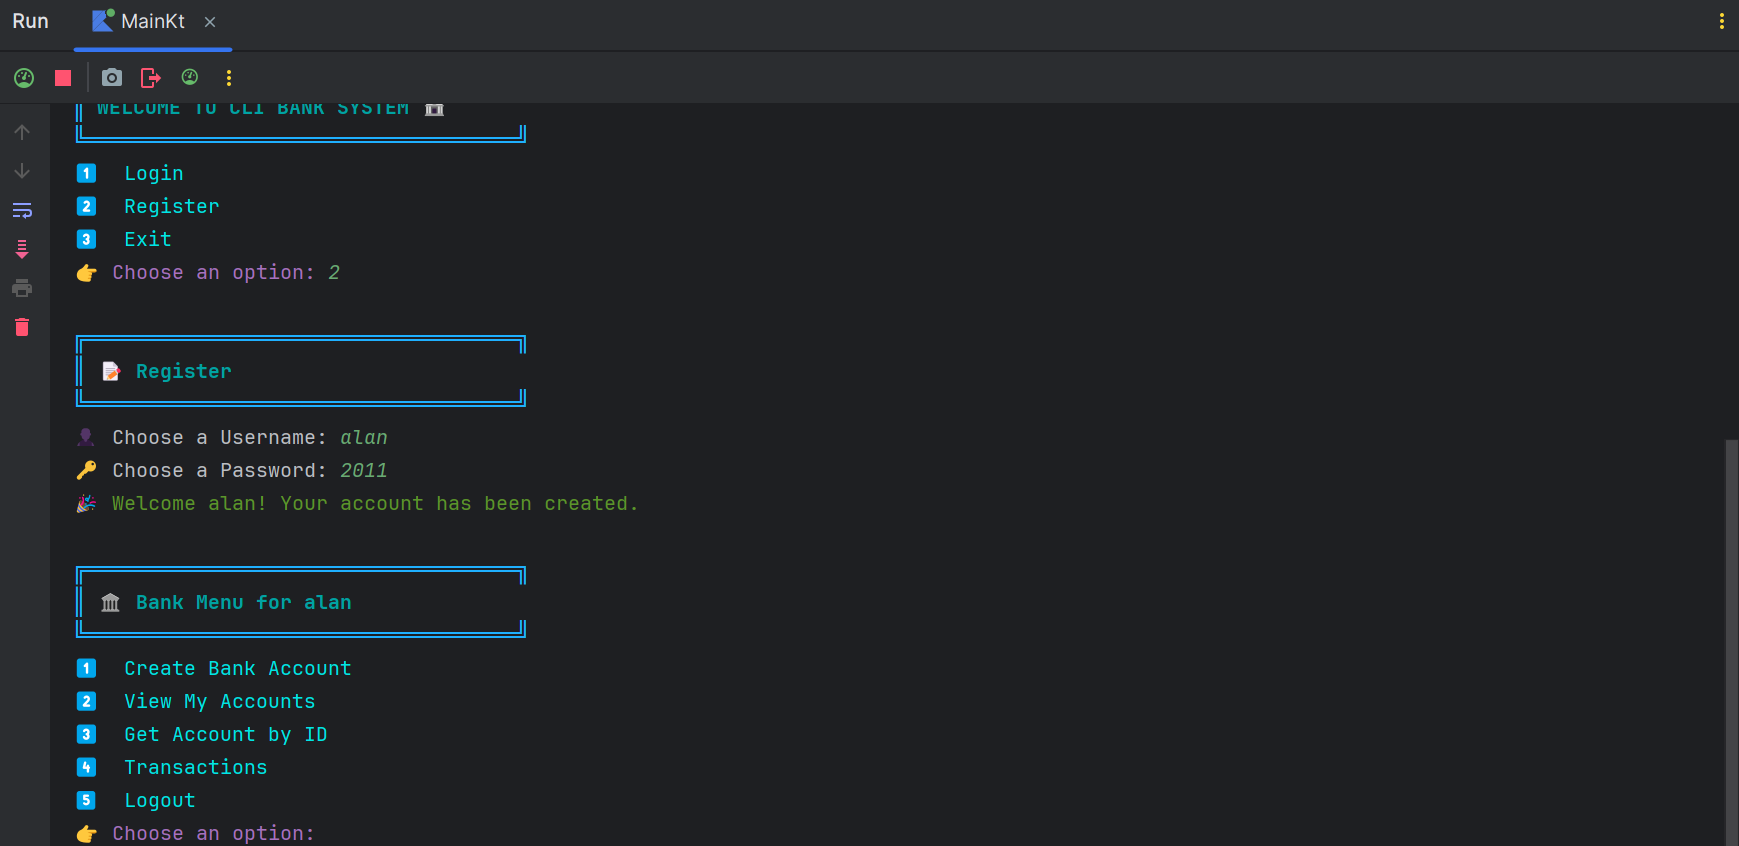 Run MainKt
WELCOME TO CLI BANK SYSTEM 🏦
1 Login
2 Register
3 Exit
👉 Choose an option: 2
📝 Register
👤 Choose a Username: alan
🔑 Choose a Password: 2011
🎉 Welcome alan! Your account has been created.
🏛 Bank Menu for alan
1 Create Bank Account
2 View My Accounts
3 Get Account by ID
4 Transactions
5 Logout
👉 Choose an option: